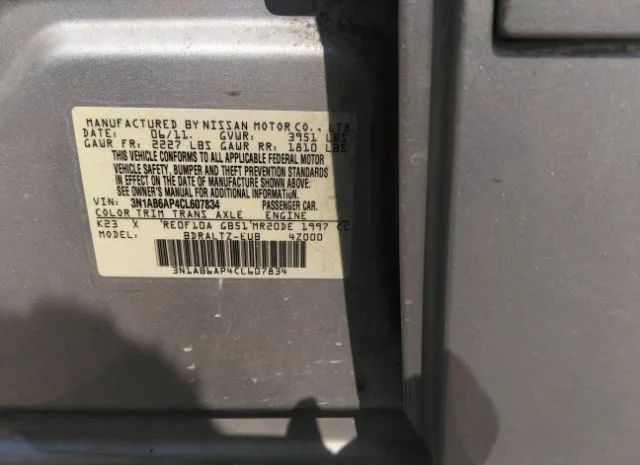 MANUFACTURED BY NISSAN MOTOR CO., LTD.
DATE: 06/11. GVWR: 3951 LBS
GAWR FR: 2227 LBS GAWR RR: 1810 LBS
THIS VEHICLE CONFORMS TO ALL APPLICABLE FEDERAL MOTOR
VEHICLE SAFETY, BUMPER AND THEFT PREVENTION STANDARDS
IN EFFECT ON THE DATE OF MANUFACTURE SHOWN ABOVE.
SEE OWNER'S MANUAL FOR ADDITIONAL INFORMATION.
VIN: 3N1AB6AP4CL607834 PASSENGER CAR.
COLOR TRIM TRANS AXLE ENGINE
K23 X RE0F10A GB51 MR20DE 1997 CC
MODEL: BDRALTZ-EUB 4Z000
3N1AB6AP4CL607834